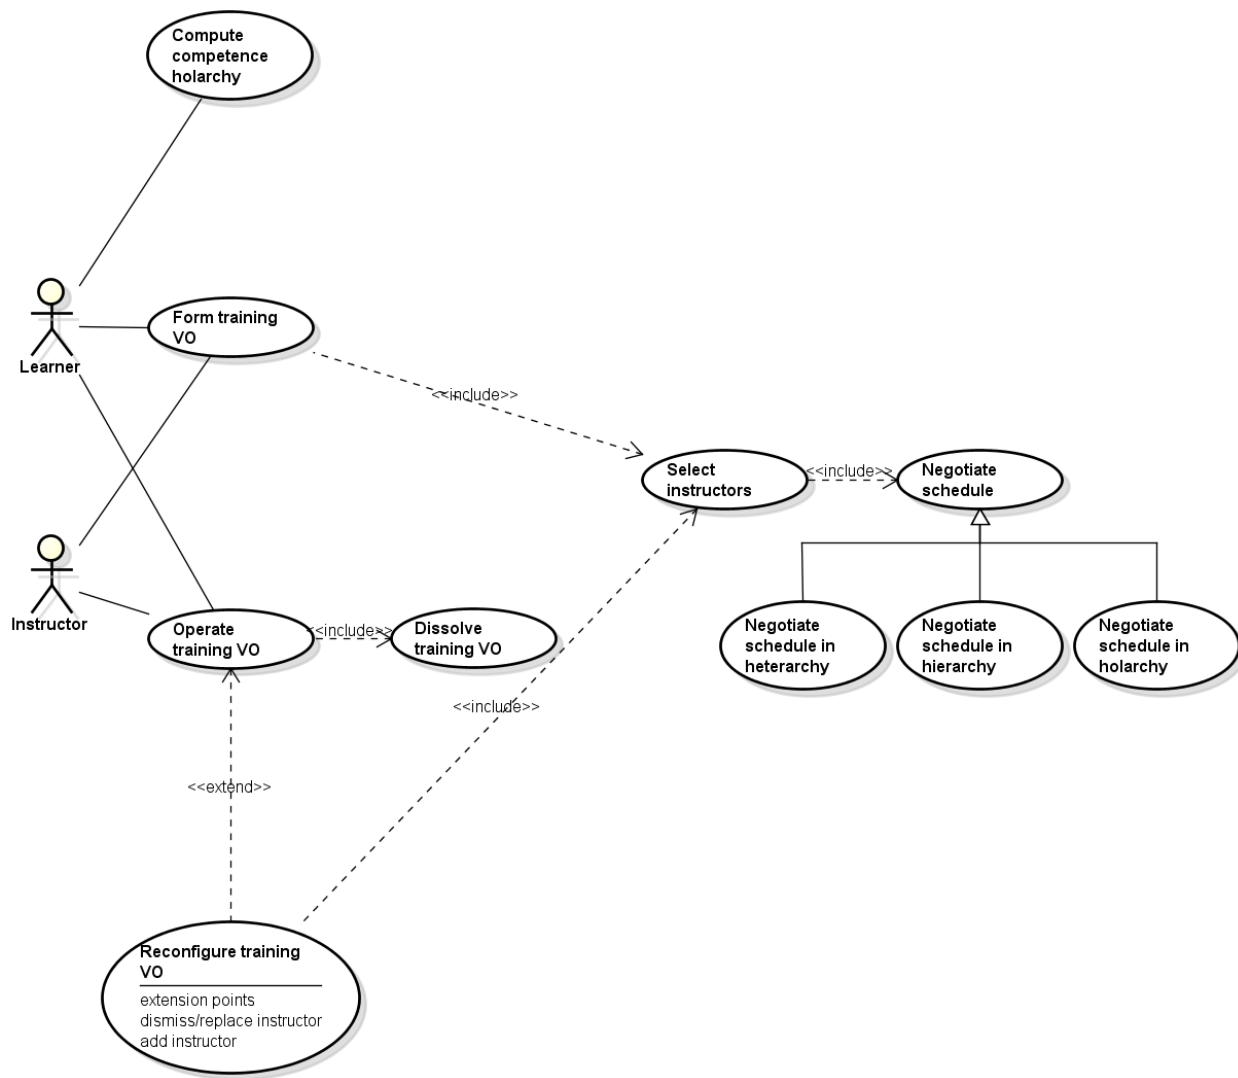 Compute
competence
holarchy
Form training
VO
Learner
<<include>>
Select
instructors
<<include>>
Negotiate
schedule
Instructor
Operate
training VO
<<include>>
Dissolve
training VO
Negotiate
schedule in
heterarchy
Negotiate
schedule in
hierarchy
Negotiate
schedule in
holarchy
<<include>>
<<extend>>
Reconfigure training
VO
extension points
dismiss/replace instructor
add instructor